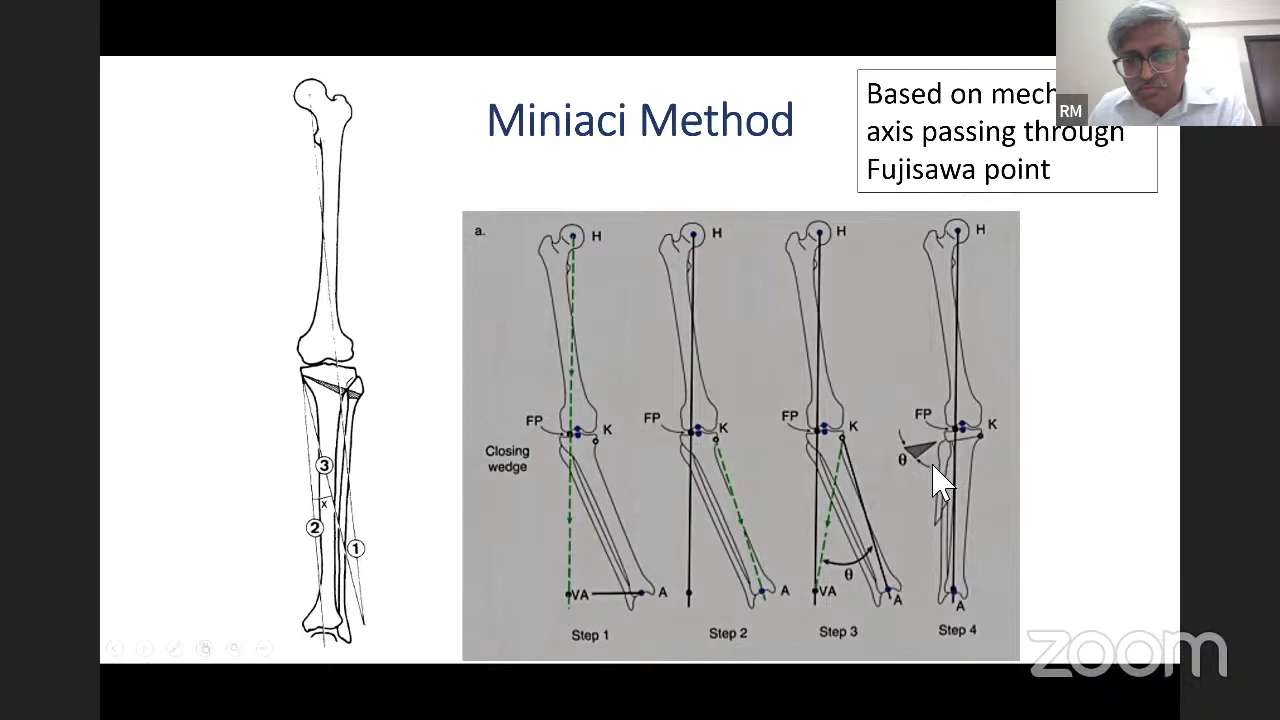 Miniaci Method
Based on mech
axis passing through
Fujisawa point
RM
3
X
2
1
a.
H
H
H
H
FP
K
FP
K
FP
K
FP
K
Closing
wedge
θ
θ
VA
A
A
VA
A
A
Step 1
Step 2
Step 3
Step 4
zoom